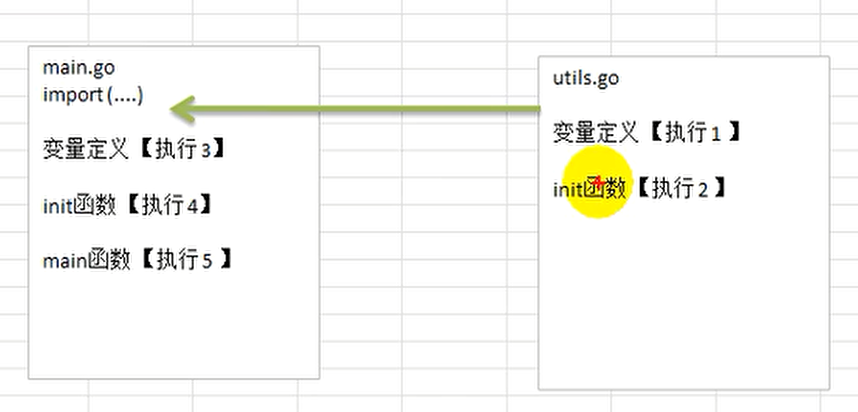 main.go
import (....)
变量定义【执行3】
init函数【执行4】
main函数【执行5 】
utils.go
变量定义【执行1 】
init函数【执行2 】